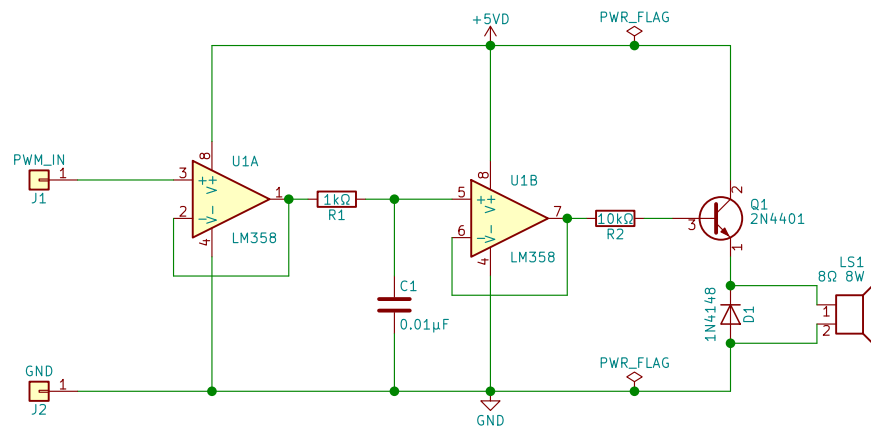 +5VD
PWR_FLAG
PWM_IN
1
J1
3
2
8
4
++
-
V+
V-
U1A
1
LM358
1kΩ
R1
5
6
8
4
++
-
V+
V-
U1B
7
LM358
10kΩ
R2
2
3
1
Q1
2N4401
C1
0.01µF
1N4148
D1
LS1
8Ω 8W
1
2
GND
1
J2
PWR_FLAG
GND